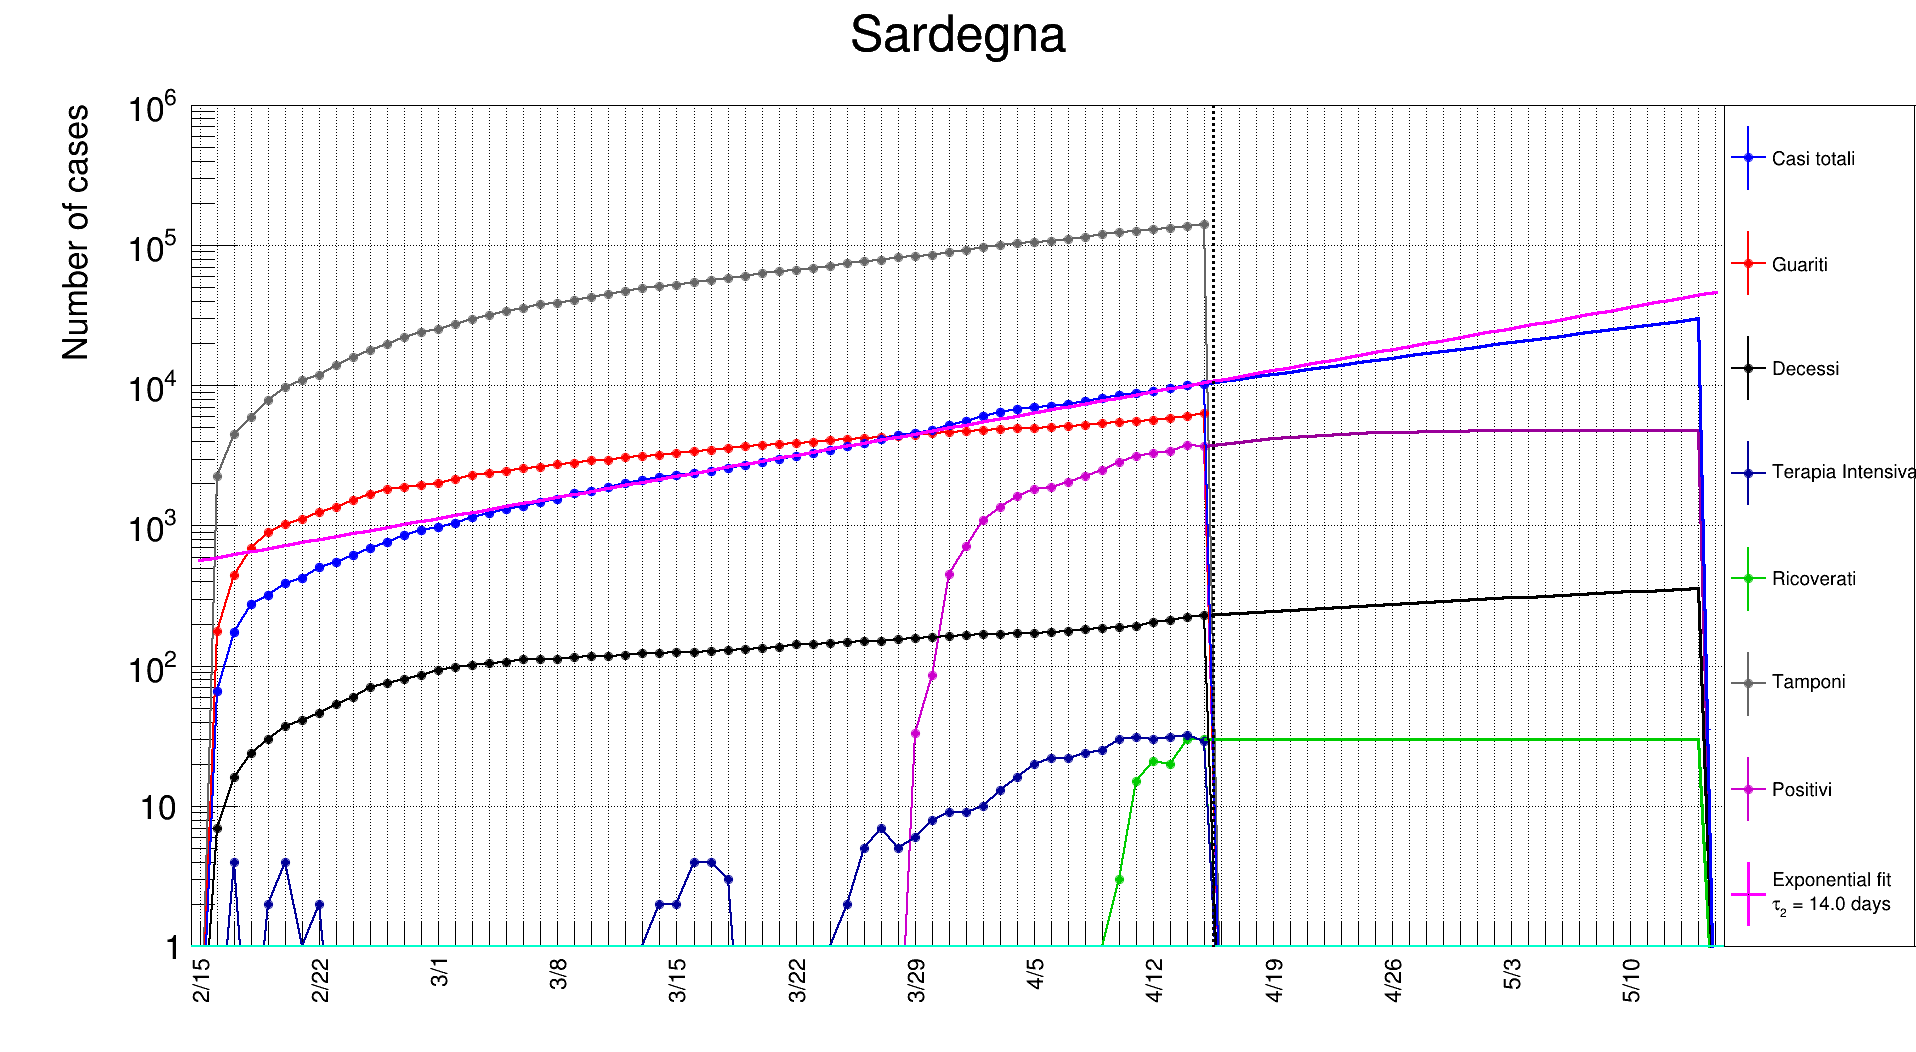 Sardegna
Number of cases
10^6
10^5
10^4
10^3
10^2
10
1
2/15 2/22 3/1 3/8 3/15 3/22 3/29 4/5 4/12 4/19 4/26 5/3 5/10
Casi totali
Guariti
Decessi
Terapia Intensiva
Ricoverati
Tamponi
Positivi
Exponential fit
τ₂ = 14.0 days